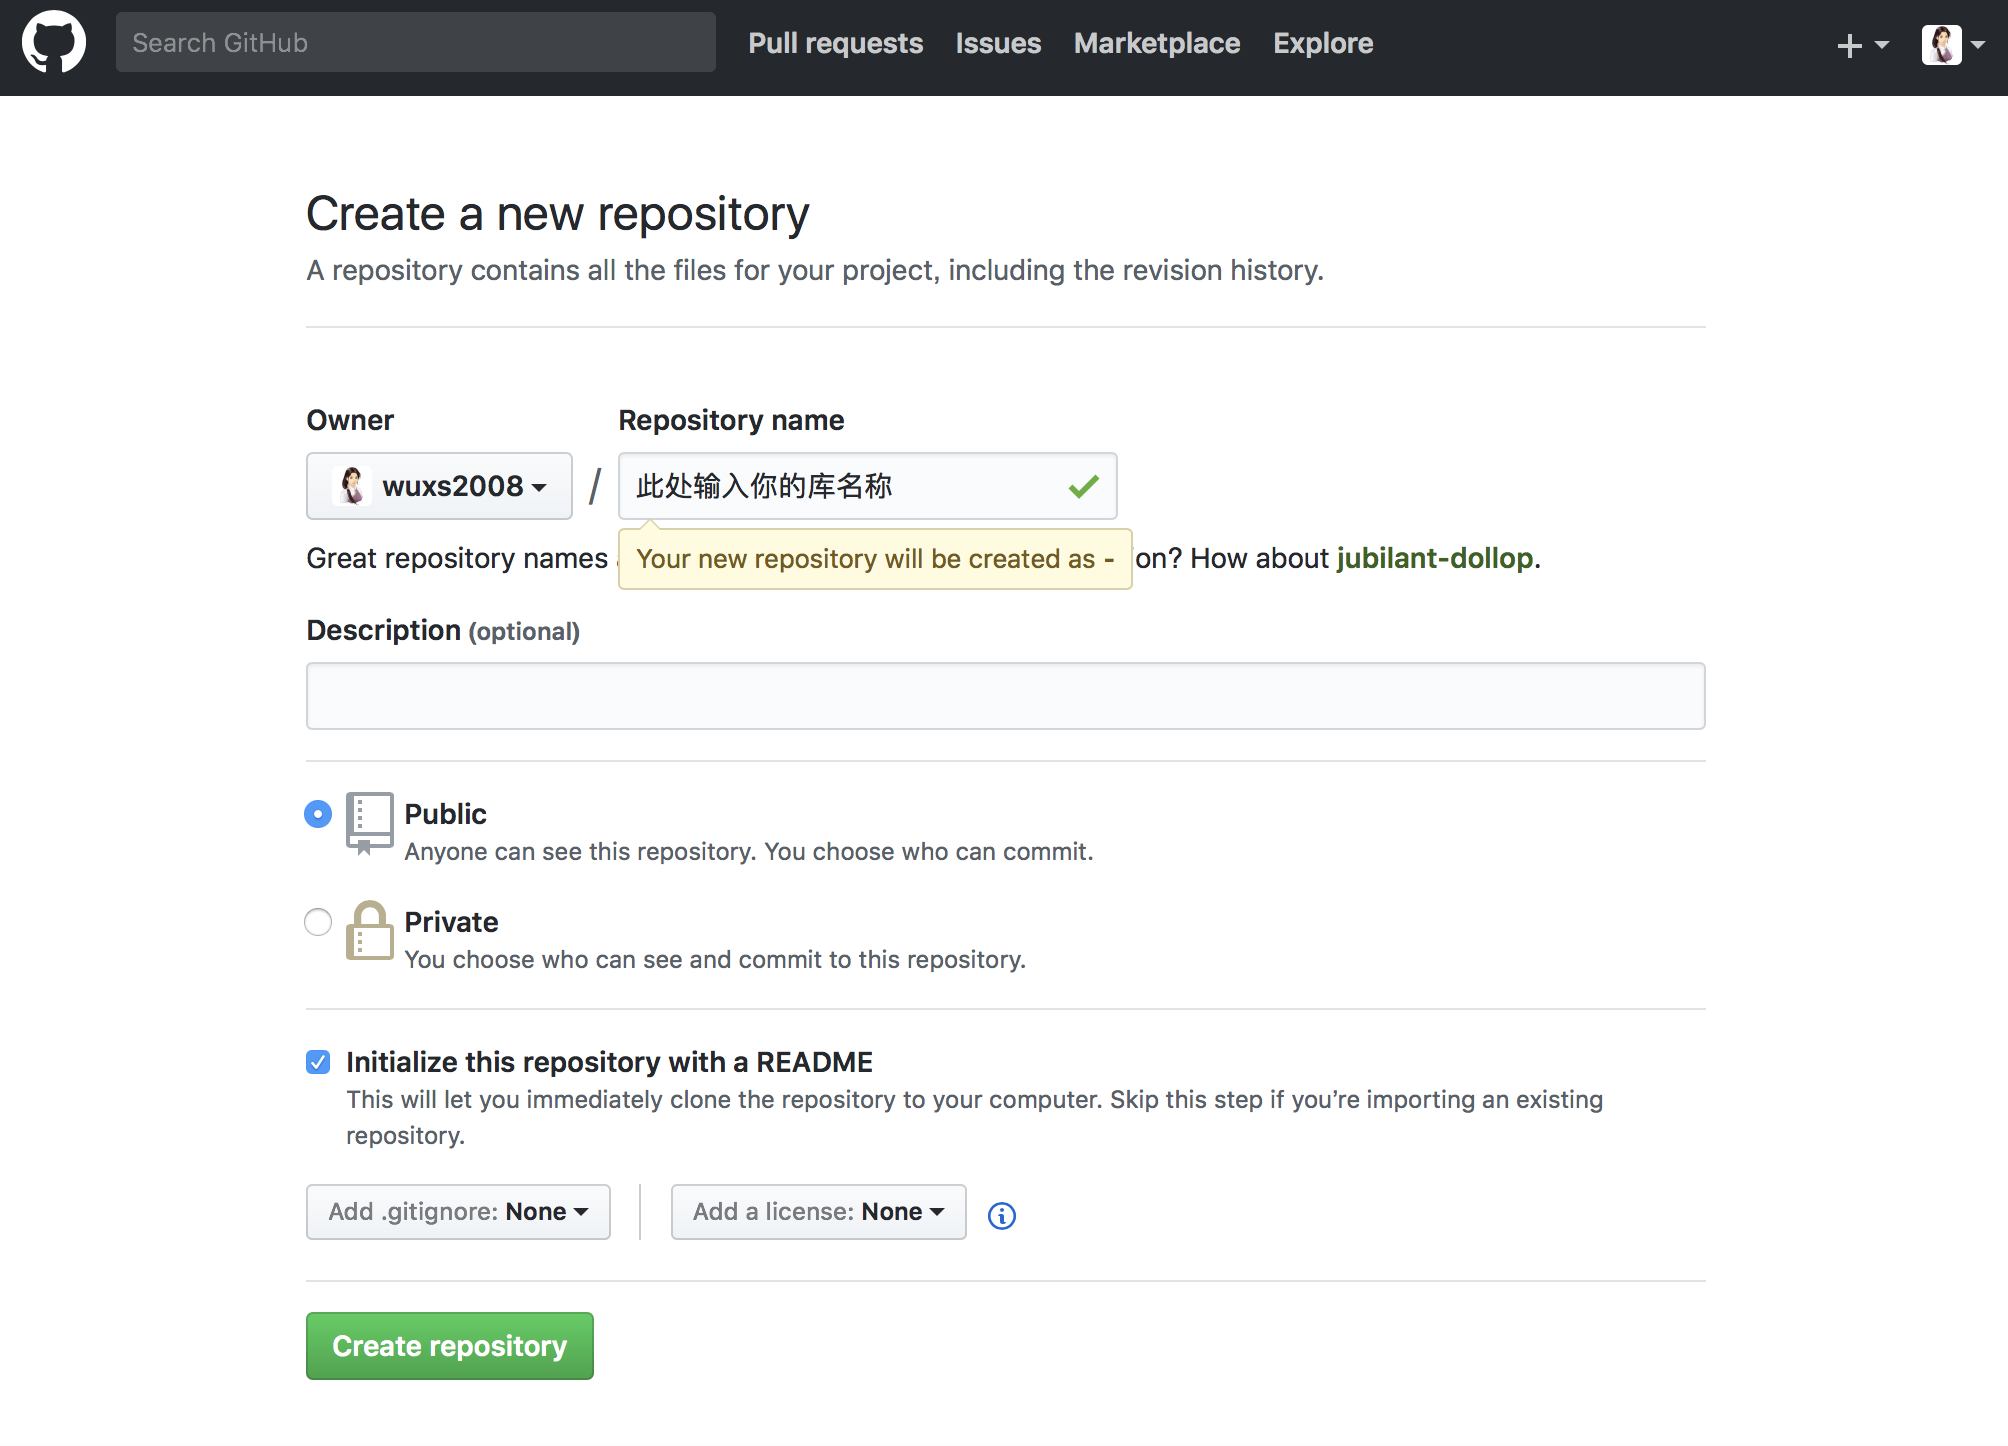 Search GitHub Pull requests Issues Marketplace Explore
Create a new repository
A repository contains all the files for your project, including the revision history.
Owner Repository name
wuxs2008 / 此处输入你的库名称
Great repository names Your new repository will be created as - on? How about jubilant-dollop.
Description (optional)
Public
Anyone can see this repository. You choose who can commit.
Private
You choose who can see and commit to this repository.
Initialize this repository with a README
This will let you immediately clone the repository to your computer. Skip this step if you’re importing an existing
repository.
Add .gitignore: None Add a license: None
Create repository